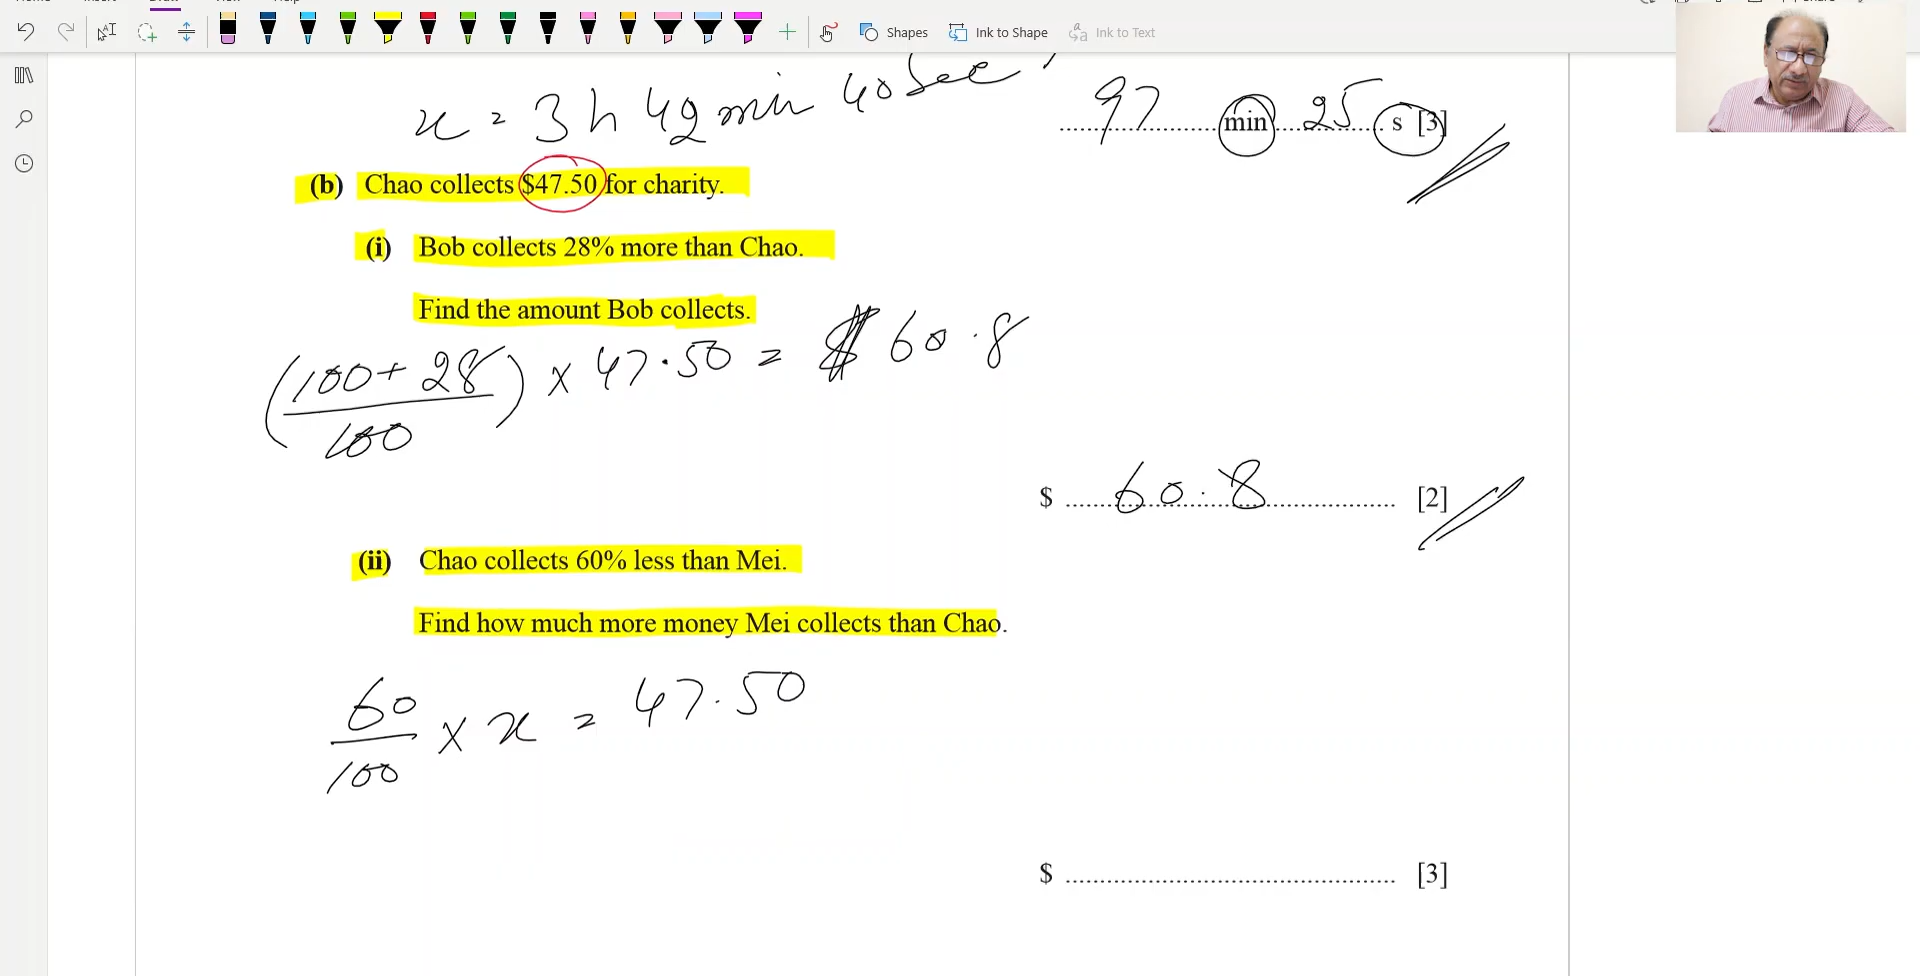 Shapes Ink to Shape Ink to Text
x = 3 h 42 min 40 Sec
97 min 25 s [3]
(b) Chao collects $47.50 for charity.
(i) Bob collects 28% more than Chao.
Find the amount Bob collects.
(100 + 28 / 100) × 47.50 = $ 60.8
$ 60.8 [2]
(ii) Chao collects 60% less than Mei.
Find how much more money Mei collects than Chao.
60/100 × x = 47.50
$ [3]